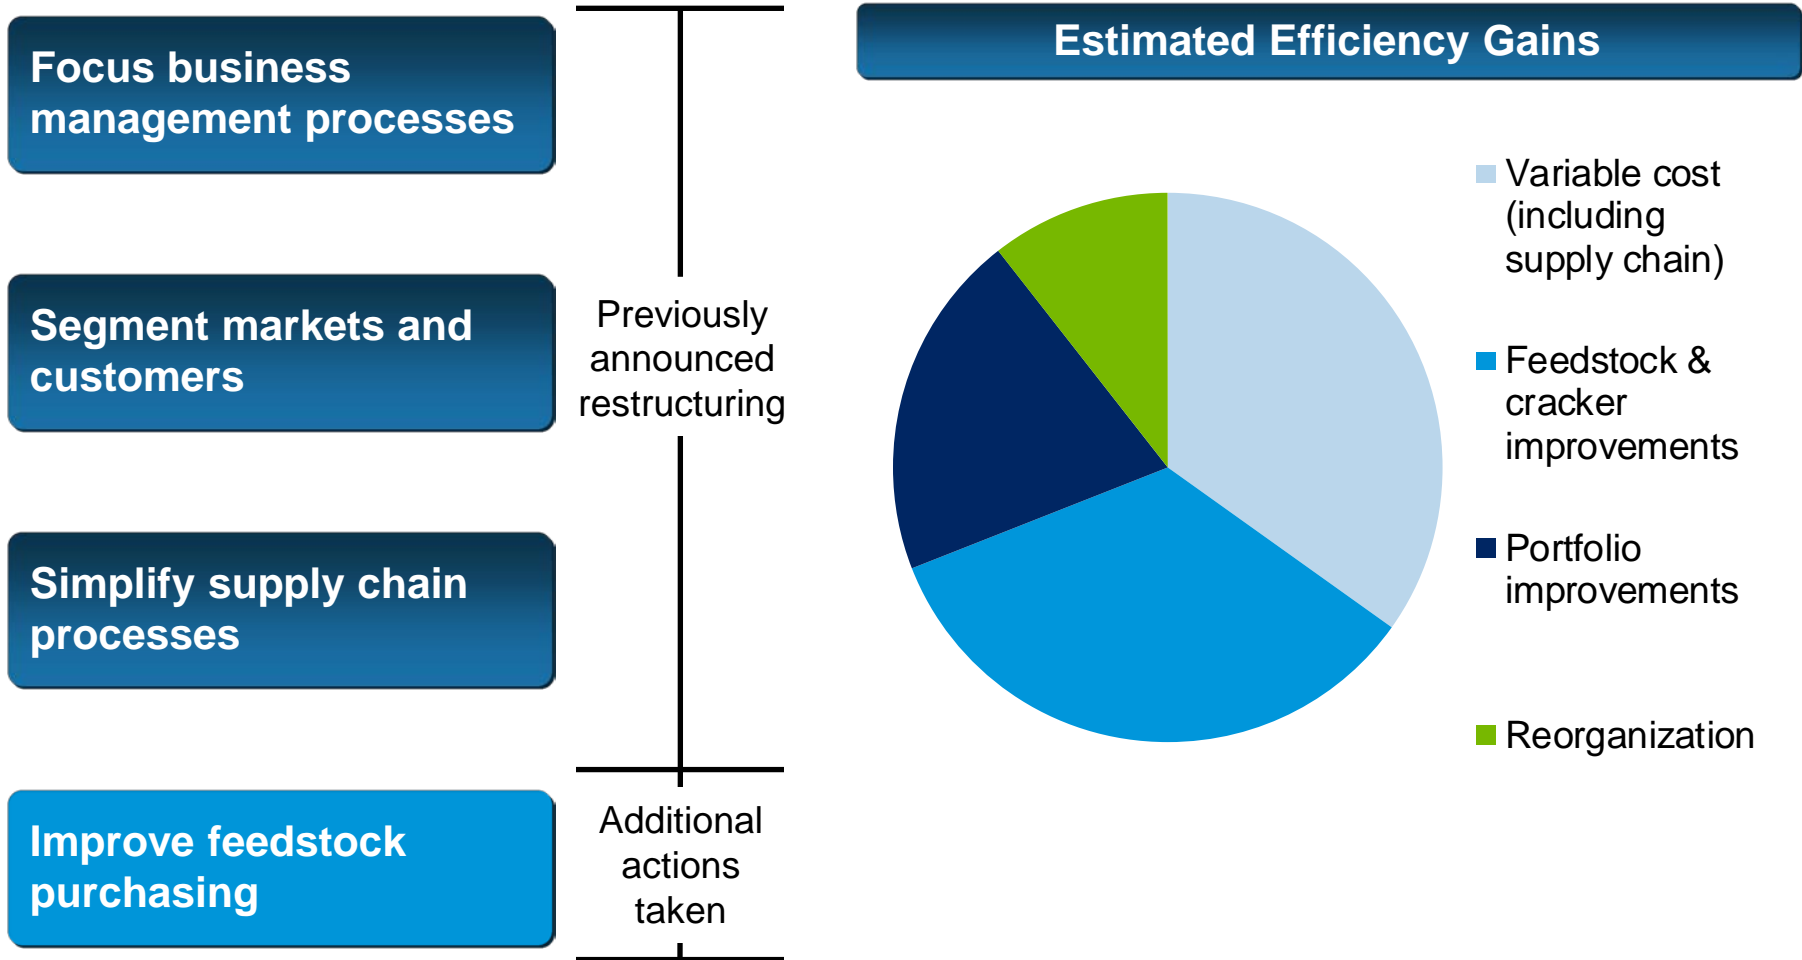 Focus business
management processes
Segment markets and
customers
Simplify supply chain
processes
Improve feedstock
purchasing
Previously
announced
restructuring
Additional
actions
taken
Estimated Efficiency Gains
Variable cost
(including
supply chain)
Feedstock &
cracker
improvements
Portfolio
improvements
Reorganization